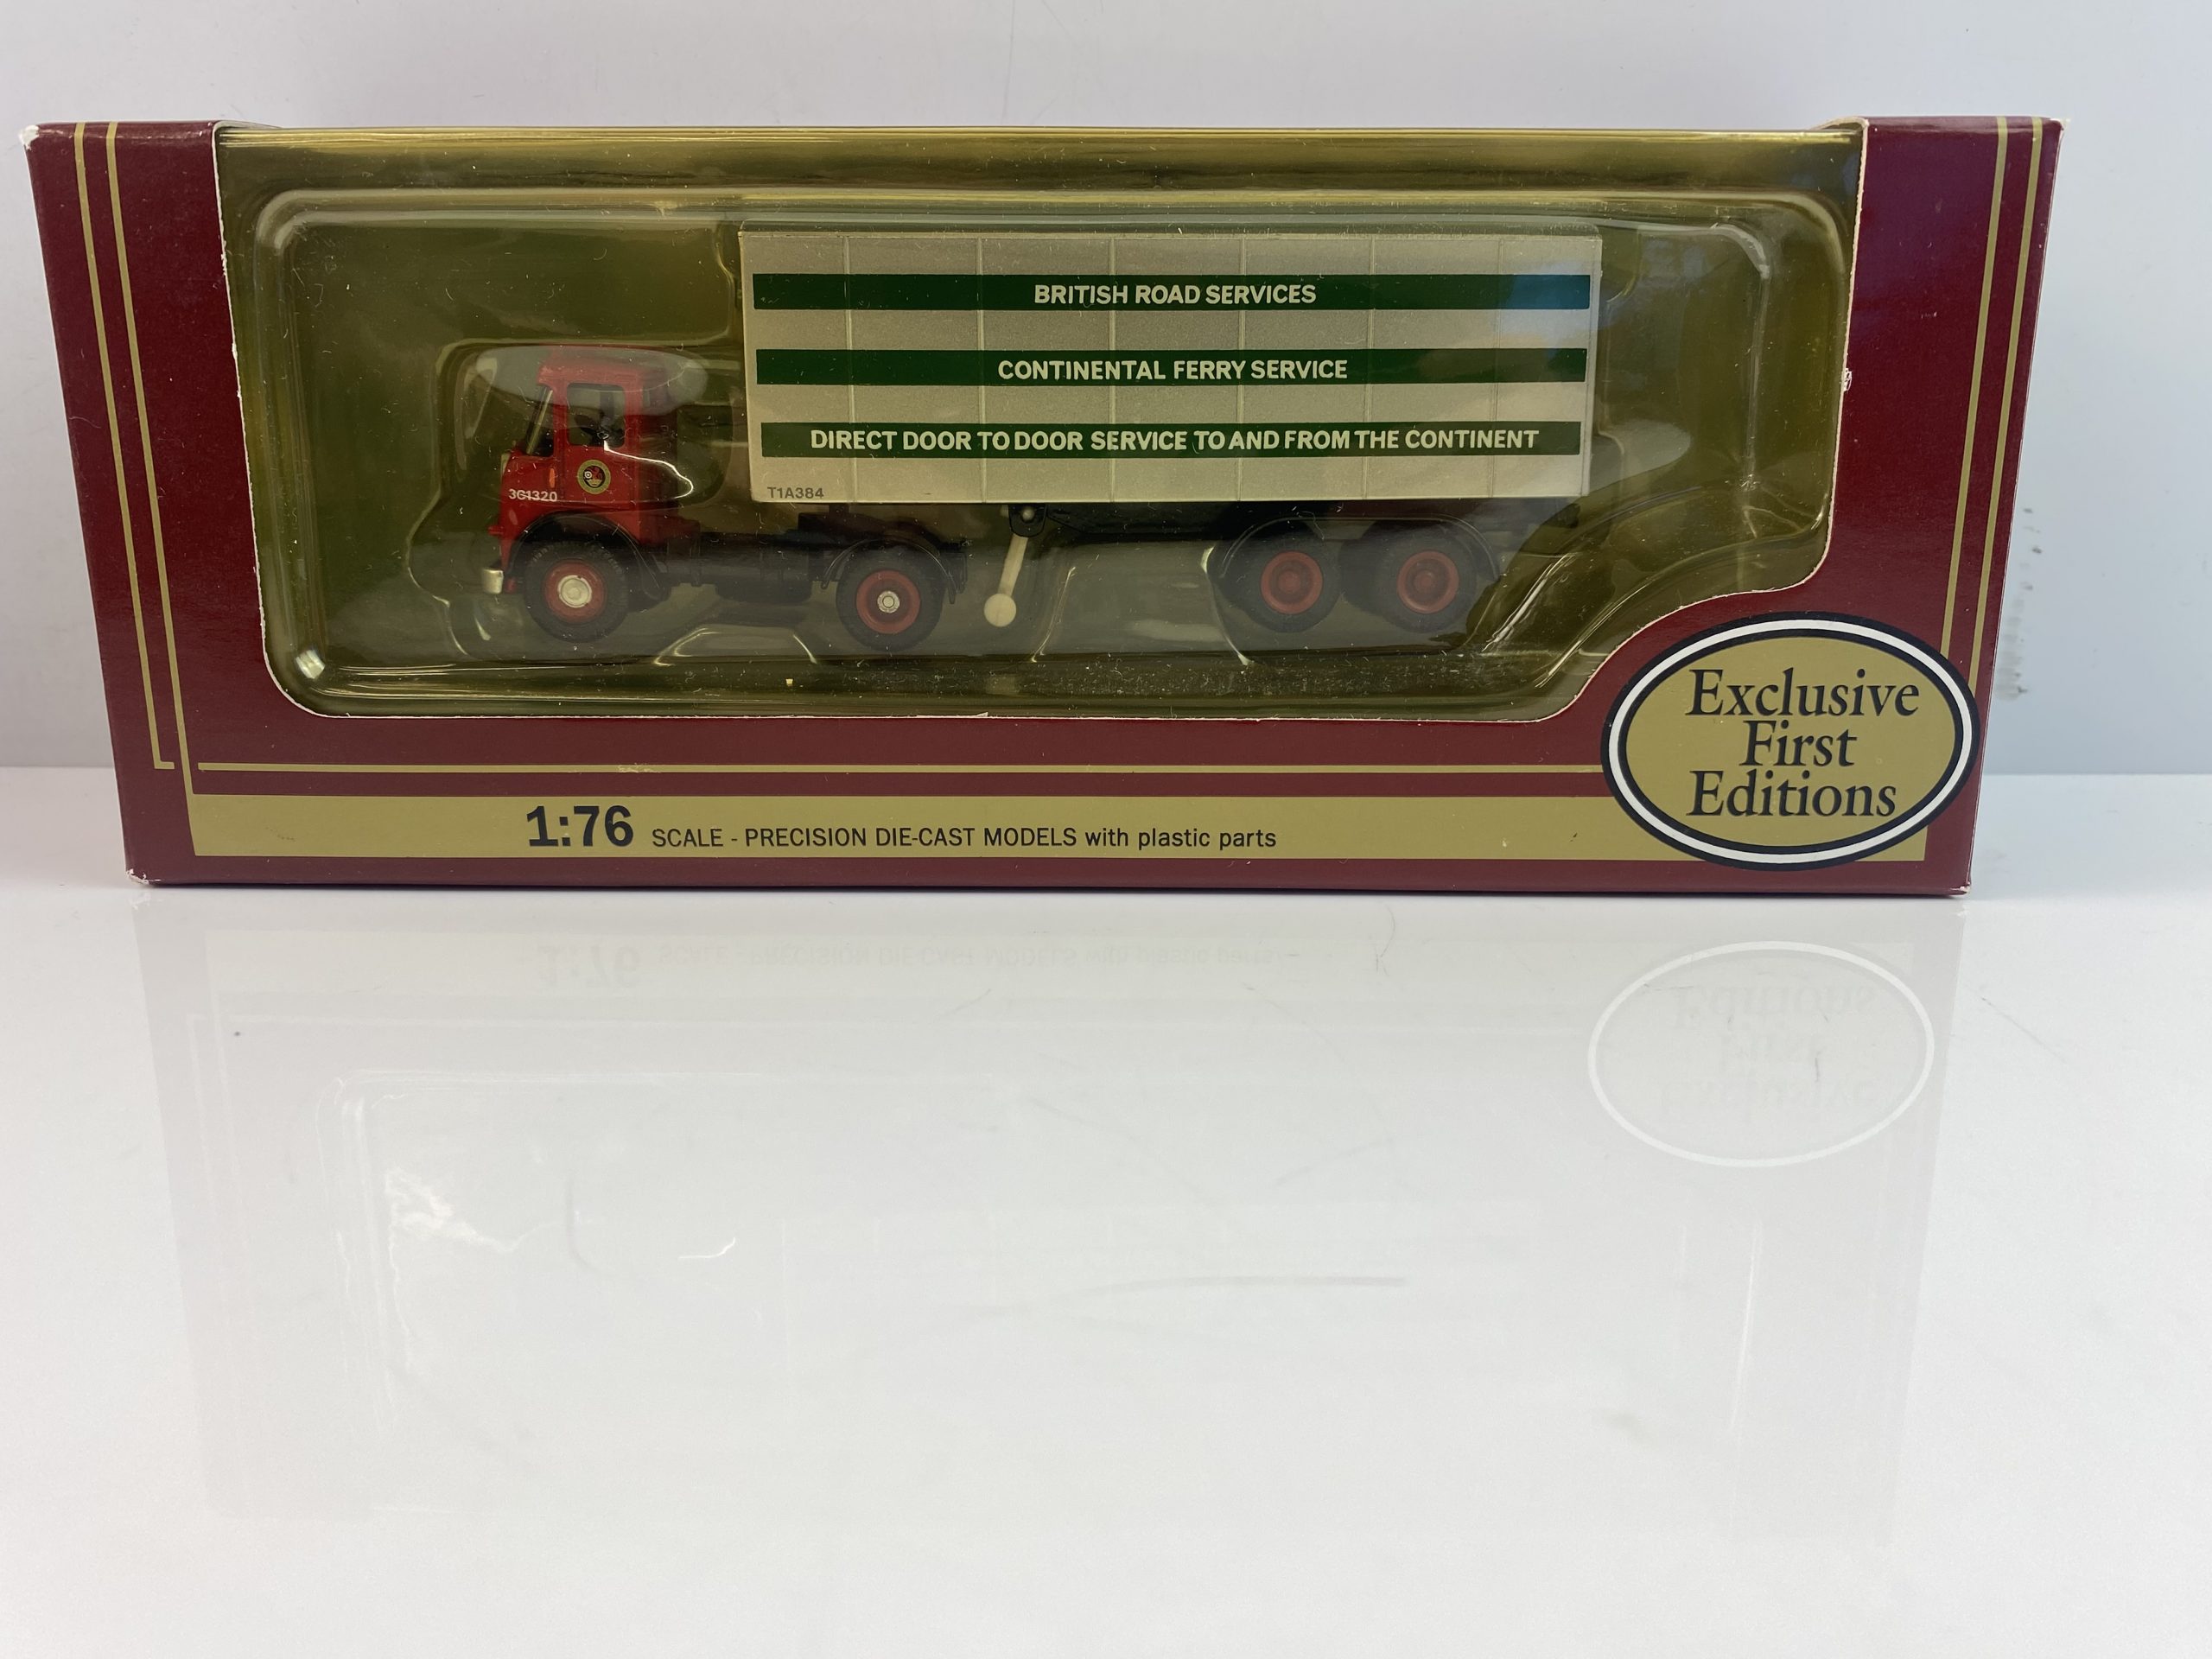 BRITISH ROAD SERVICES
CONTINENTAL FERRY SERVICE
DIRECT DOOR TO DOOR SERVICE TO AND FROM THE CONTINENT
T1A384
3G1320
Exclusive
First
Editions
1:76 SCALE - PRECISION DIE-CAST MODELS with plastic parts